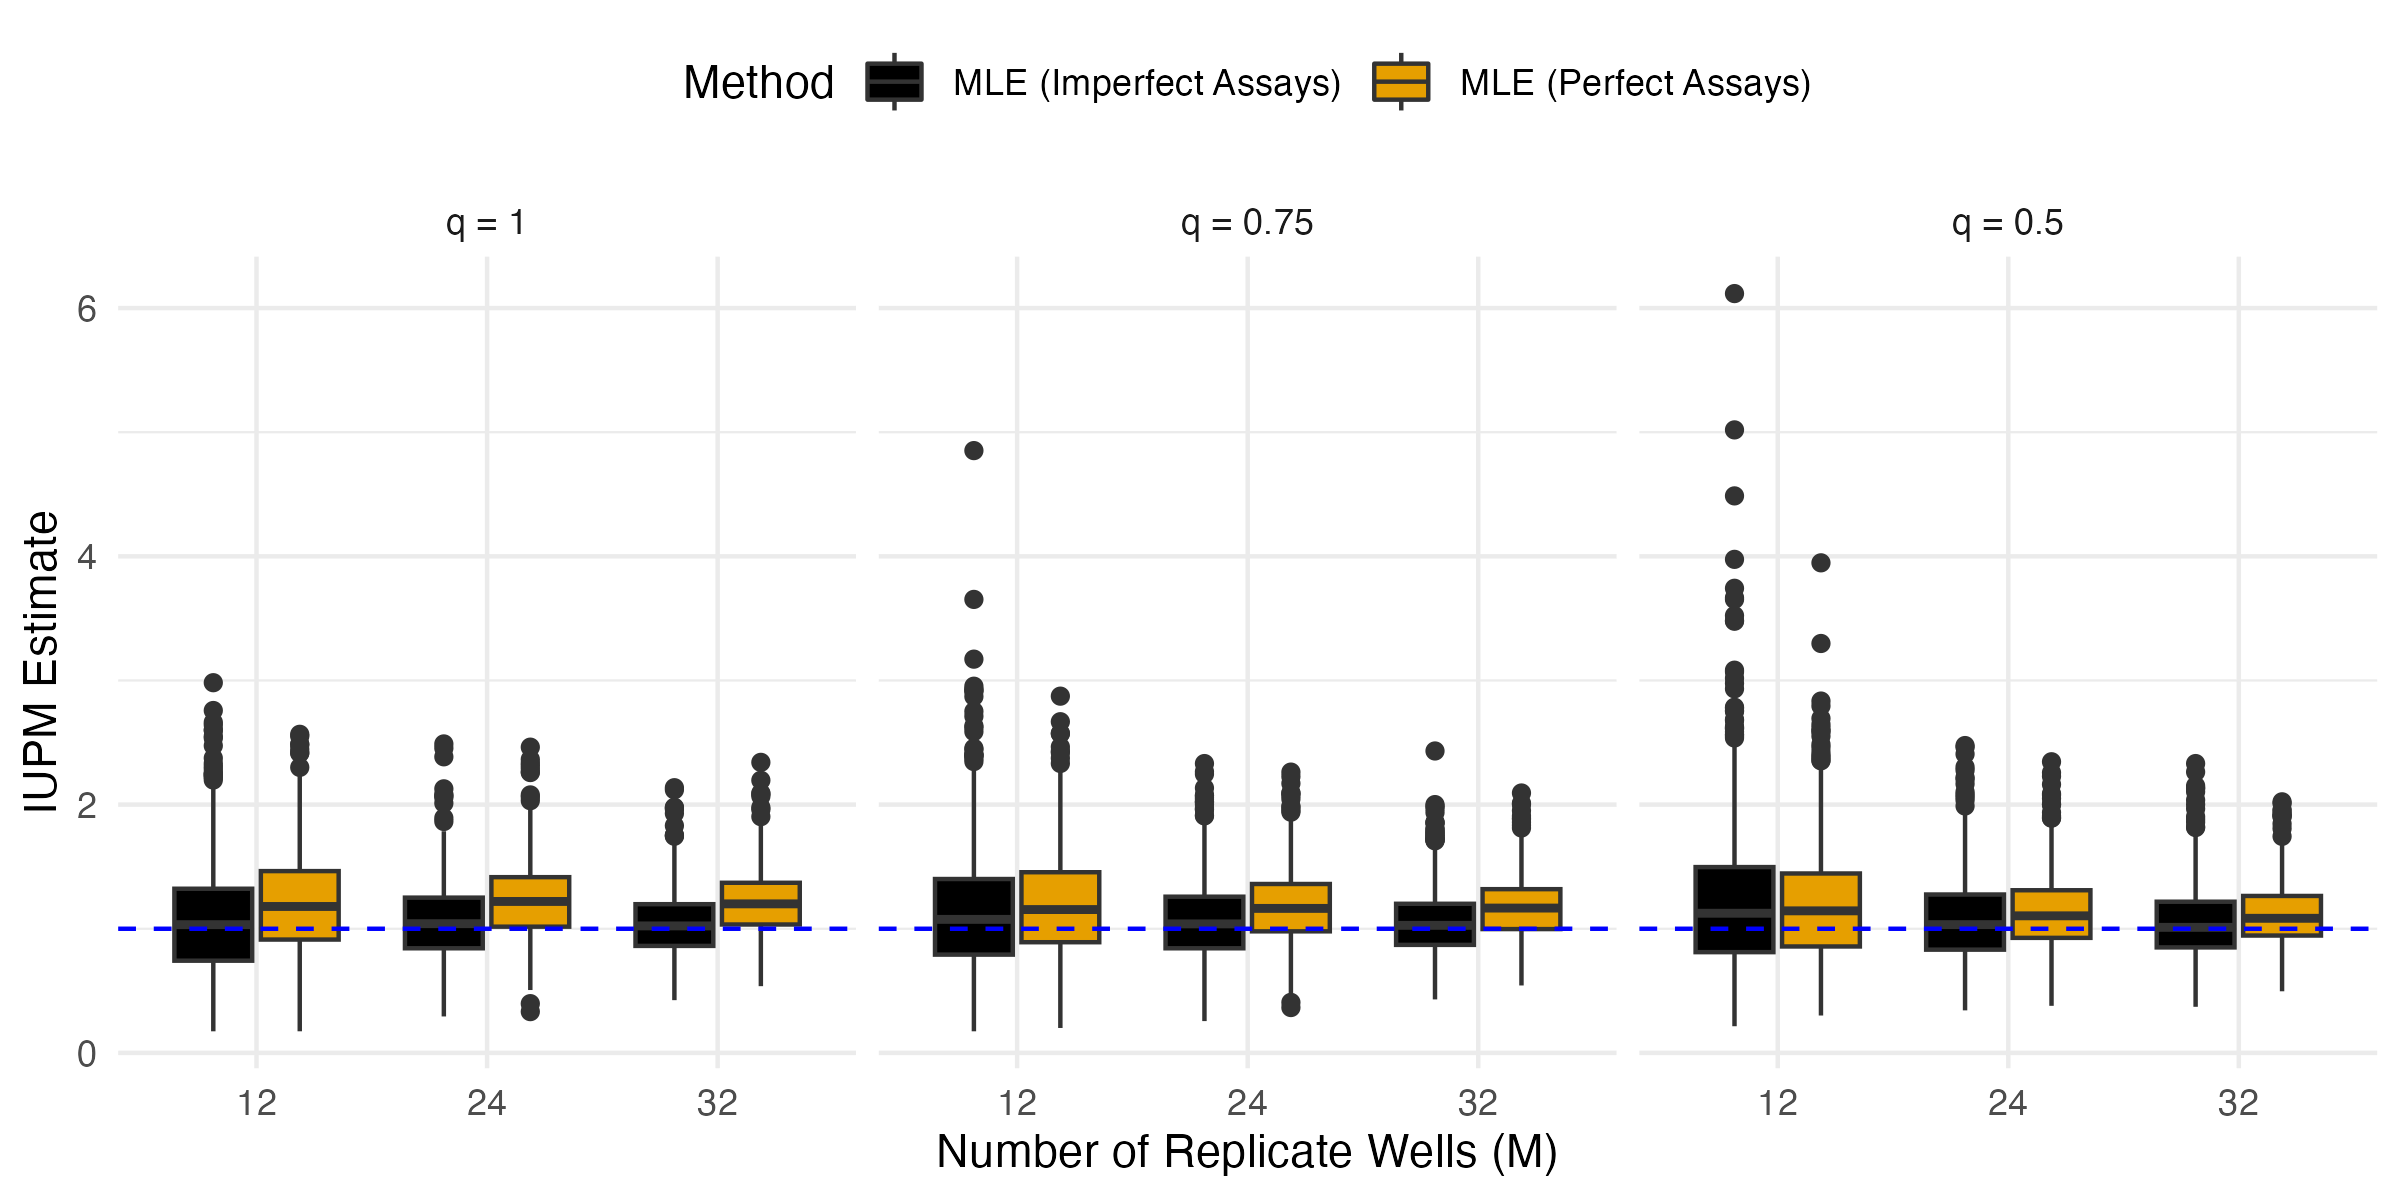 Method MLE (Imperfect Assays) MLE (Perfect Assays)
q = 1 q = 0.75 q = 0.5
IUPM Estimate
6
4
2
0
12 24 32 12 24 32 12 24 32
Number of Replicate Wells (M)